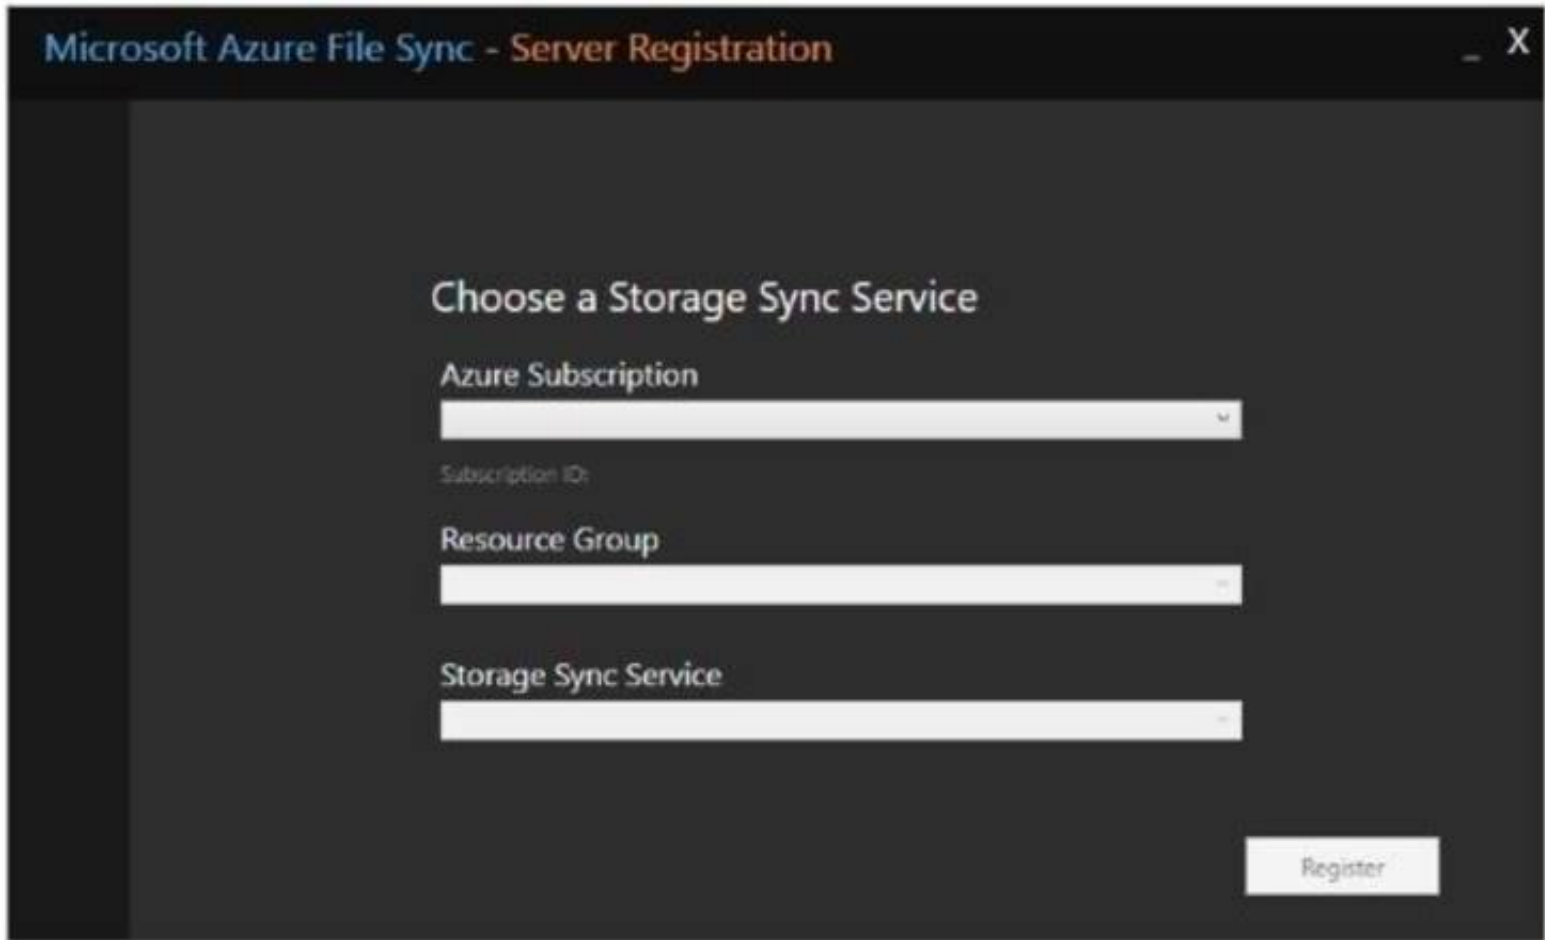 Microsoft Azure File Sync - Server Registration
_ X
Choose a Storage Sync Service
Azure Subscription
Subscription ID:
Resource Group
Storage Sync Service
Register